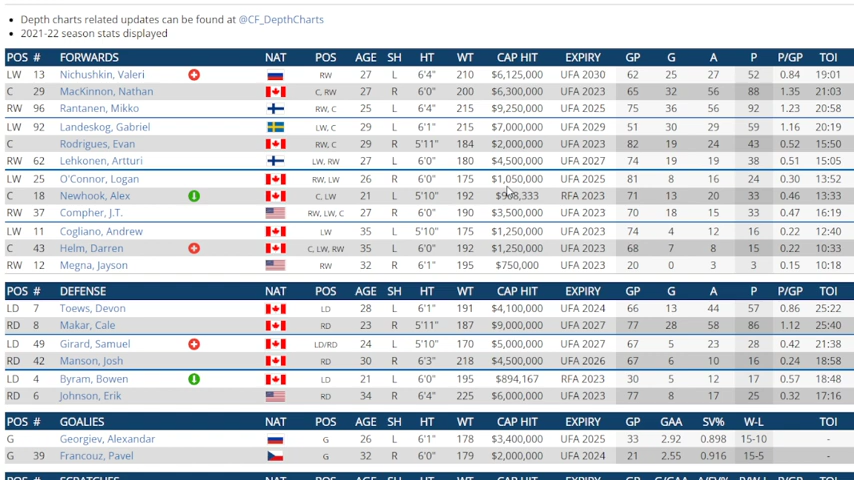 Depth charts related updates can be found at @CF_DepthCharts
2021-22 season stats displayed
POS # FORWARDS NAT POS AGE SH HT WT CAP HIT EXPIRY GP G A P P/GP TOI
LW 13 Nichushkin, Valeri RW 27 L 6'4" 210 $6,125,000 UFA 2030 62 25 27 52 0.84 19:01
C 29 MacKinnon, Nathan C, RW 27 R 6'0" 200 $6,300,000 UFA 2023 65 32 56 88 1.35 21:03
RW 96 Rantanen, Mikko RW, C 25 L 6'4" 215 $9,250,000 UFA 2025 75 36 56 92 1.23 20:58
LW 92 Landeskog, Gabriel LW, C 29 L 6'1" 215 $7,000,000 UFA 2029 51 30 29 59 1.16 20:19
C Rodrigues, Evan RW, C 29 R 5'11" 184 $2,000,000 UFA 2023 82 19 24 43 0.52 15:50
RW 62 Lehkonen, Artturi LW, RW 27 L 6'0" 180 $4,500,000 UFA 2027 74 19 19 38 0.51 15:05
LW 25 O'Connor, Logan RW, LW 26 R 6'0" 175 $1,050,000 UFA 2025 81 8 16 24 0.30 13:52
C 18 Newhook, Alex C, LW 21 L 5'10" 192 RFA 2023 71 13 20 33 0.46 13:33
RW 37 Compher, J.T. RW, LW, C 27 R 6'0" 190 $3,500,000 UFA 2023 70 18 15 33 0.47 16:19
LW 11 Cogliano, Andrew LW 35 L 5'10" 175 $1,250,000 UFA 2023 74 4 12 16 0.22 12:40
C 43 Helm, Darren C, LW, RW 35 L 6'0" 192 $1,250,000 UFA 2023 68 7 8 15 0.22 10:33
RW 12 Megna, Jayson RW 32 R 6'1" 195 $750,000 UFA 2023 20 0 3 3 0.15 10:18
POS # DEFENSE NAT POS AGE SH HT WT CAP HIT EXPIRY GP G A P P/GP TOI
LD 7 Toews, Devon LD 28 L 6'1" 191 $4,100,000 UFA 2024 66 13 44 57 0.86 25:22
RD 8 Makar, Cale RD 23 R 5'11" 187 $9,000,000 UFA 2027 77 28 58 86 1.12 25:40
LD 49 Girard, Samuel LD/RD 24 L 5'10" 170 $5,000,000 UFA 2027 67 5 23 28 0.42 21:38
RD 42 Manson, Josh RD 30 R 6'3" 218 $4,500,000 UFA 2026 67 6 10 16 0.24 18:58
LD 4 Byram, Bowen LD 21 L 6'0" 195 $894,167 RFA 2023 30 5 12 17 0.57 18:48
RD 6 Johnson, Erik RD 34 R 6'4" 225 $6,000,000 UFA 2023 77 8 17 25 0.32 17:16
POS # GOALIES NAT POS AGE SH HT WT CAP HIT EXPIRY GP GAA SV% W-L TOI
G Georgiev, Alexandar G 26 L 6'1" 178 $3,400,000 UFA 2025 33 2.92 0.898 15-10 -
G 39 Francouz, Pavel G 32 R 6'0" 179 $2,000,000 UFA 2024 21 2.55 0.916 15-5 -